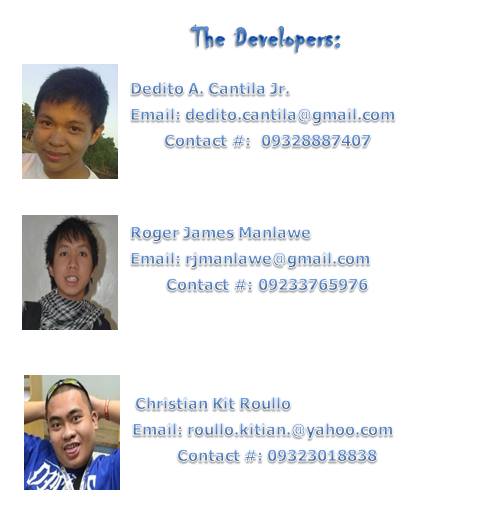 The Developers:
Dedito A. Cantila Jr.
Email: dedito.cantila@gmail.com
Contact #: 09328887407
Roger James Manlawe
Email: rjmanlawe@gmail.com
Contact #: 09233765976
Christian Kit Roullo
Email: roullo.kitian.@yahoo.com
Contact #: 09323018838